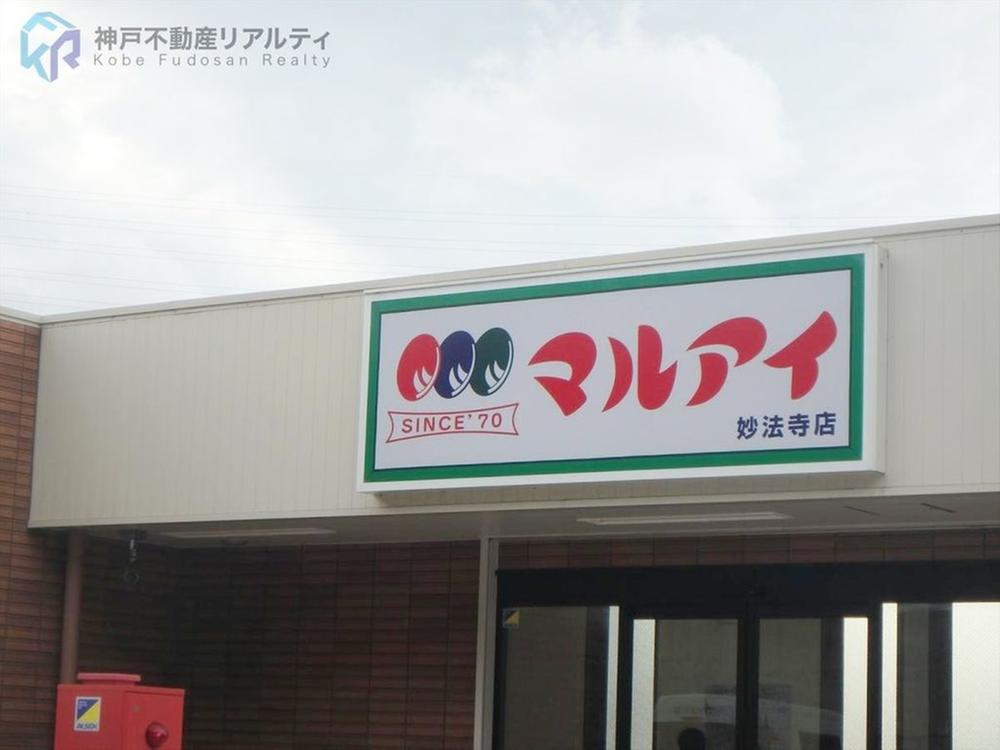 神戸不動産リアルティ
Kobe Fudosan Realty
マルアイ
SINCE'70
妙法寺店
ALSOK